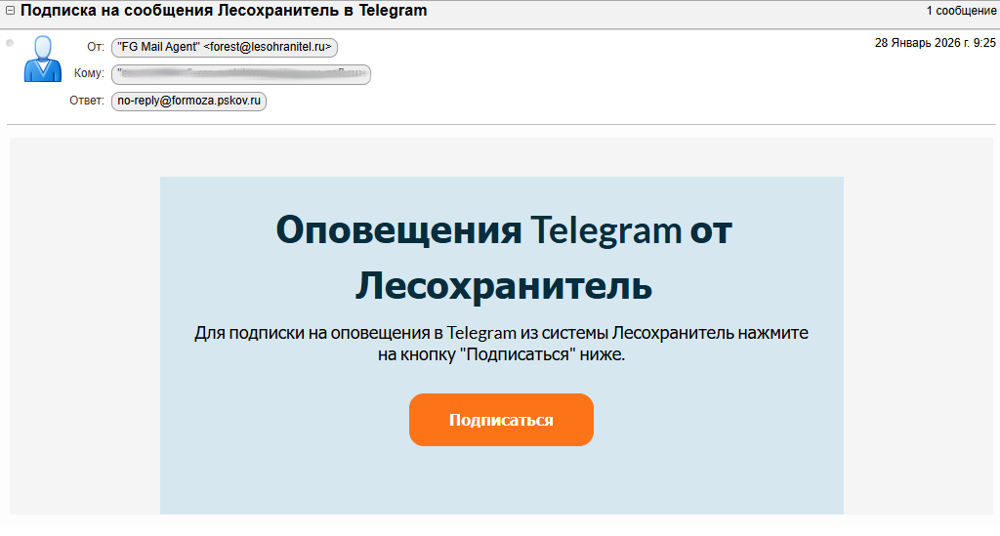 Подписка на сообщения Лесохранитель в Telegram
1 сообщение
От: "FG Mail Agent" <forest@lesohranitel.ru>
28 Январь 2026 г. 9:25
Кому:
Ответ: no-reply@formoza.pskov.ru
Оповещения Telegram от
Лесохранитель
Для подписки на оповещения в Telegram из системы Лесохранитель нажмите
на кнопку "Подписаться" ниже.
Подписаться